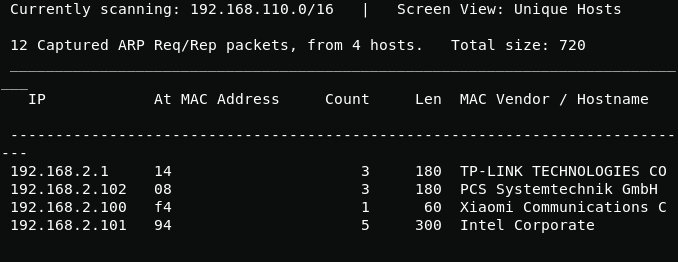 Currently scanning: 192.168.110.0/16   |   Screen View: Unique Hosts
12 Captured ARP Req/Rep packets, from 4 hosts.   Total size: 720
_____________________________________________________________________________
IP            At MAC Address     Count     Len  MAC Vendor / Hostname
-----------------------------------------------------------------------------
192.168.2.1     14                     3     180  TP-LINK TECHNOLOGIES CO
192.168.2.102   08                     3     180  PCS Systemtechnik GmbH
192.168.2.100   f4                     1      60  Xiaomi Communications C
192.168.2.101   94                     5     300  Intel Corporate